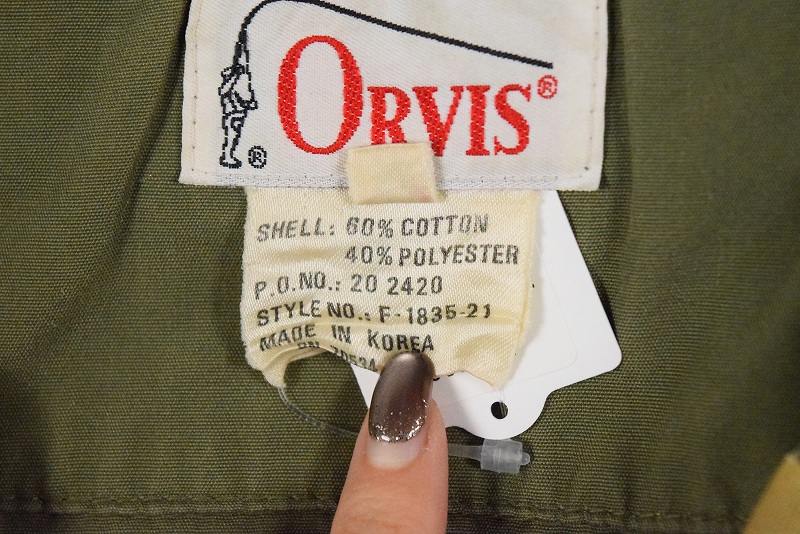 ORVIS®
®
SHELL: 60% COTTON
40% POLYESTER
P.O.NO.: 20 2420
STYLE NO.: F-1835-21
MADE IN KOREA